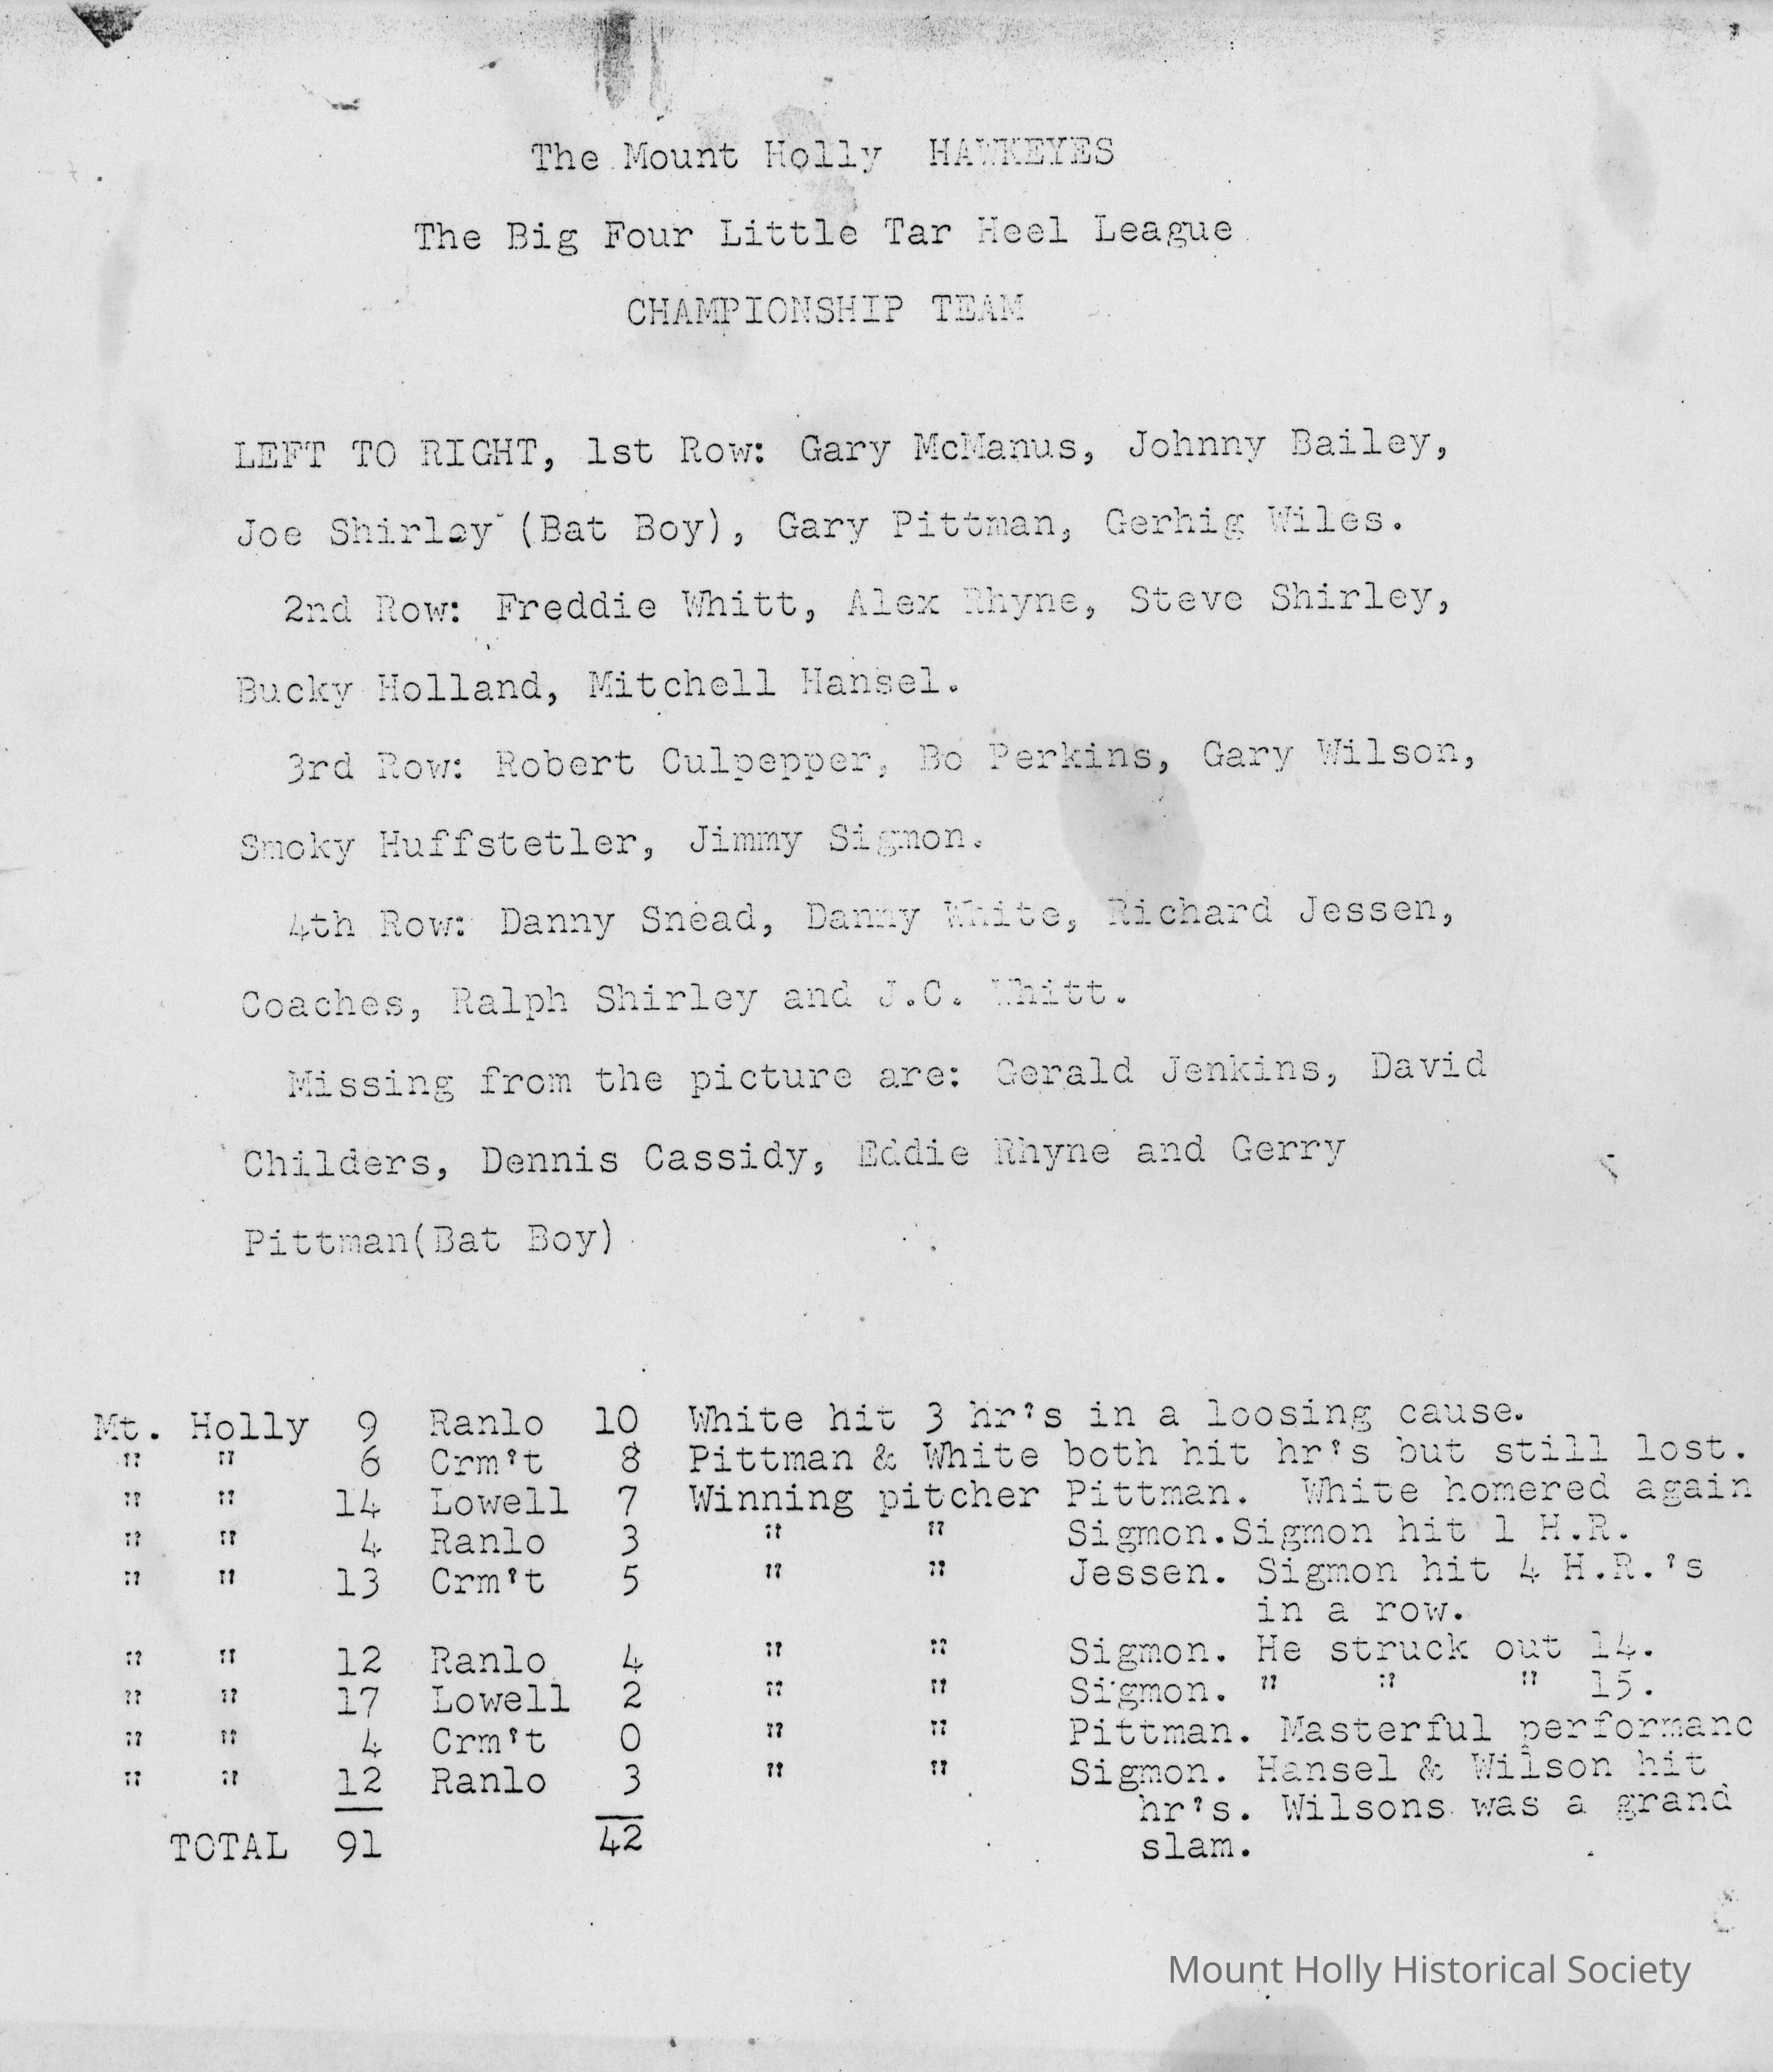 The Mount Holly HAWKEYES
The Big Four Little Tar Heel League
CHAMPIONSHIP TEAM
LEFT TO RIGHT, 1st Row: Gary McManus, Johnny Bailey,
Joe Shirley (Bat Boy), Gary Pittman, Gerhig Wiles.
2nd Row: Freddie Whitt, Alex Rhyne, Steve Shirley,
Bucky Holland, Mitchell Hansel.
3rd Row: Robert Culpepper, Bo Perkins, Gary Wilson,
Smoky Huffstetler, Jimmy Sigmon.
4th Row: Danny Snead, Danny White, Richard Jessen,
Coaches, Ralph Shirley and J.C. Whitt.
Missing from the picture are: Gerald Jenkins, David
Childers, Dennis Cassidy, Eddie Rhyne and Gerry
Pittman(Bat Boy)
Mt. Holly 9 Ranlo 10 White hit 3 hr's in a loosing cause.
" " 6 Crm't 8 Pittman & White both hit hr's but still lost.
" " 14 Lowell 7 Winning pitcher Pittman. White homered again
" " 4 Ranlo 3 " " Sigmon.Sigmon hit 1 H.R.
" " 13 Crm't 5 " " Jessen. Sigmon hit 4 H.R.'s
in a row.
" " 12 Ranlo 4 " " Sigmon. He struck out 14.
" " 17 Lowell 2 " " Sigmon. " " " 15.
" " 4 Crm't 0 " " Pittman. Masterful performanc
" " 12 Ranlo 3 " " Sigmon. Hansel & Wilson hit
hr's. Wilsons was a grand
slam.
TOTAL 91 42
Mount Holly Historical Society